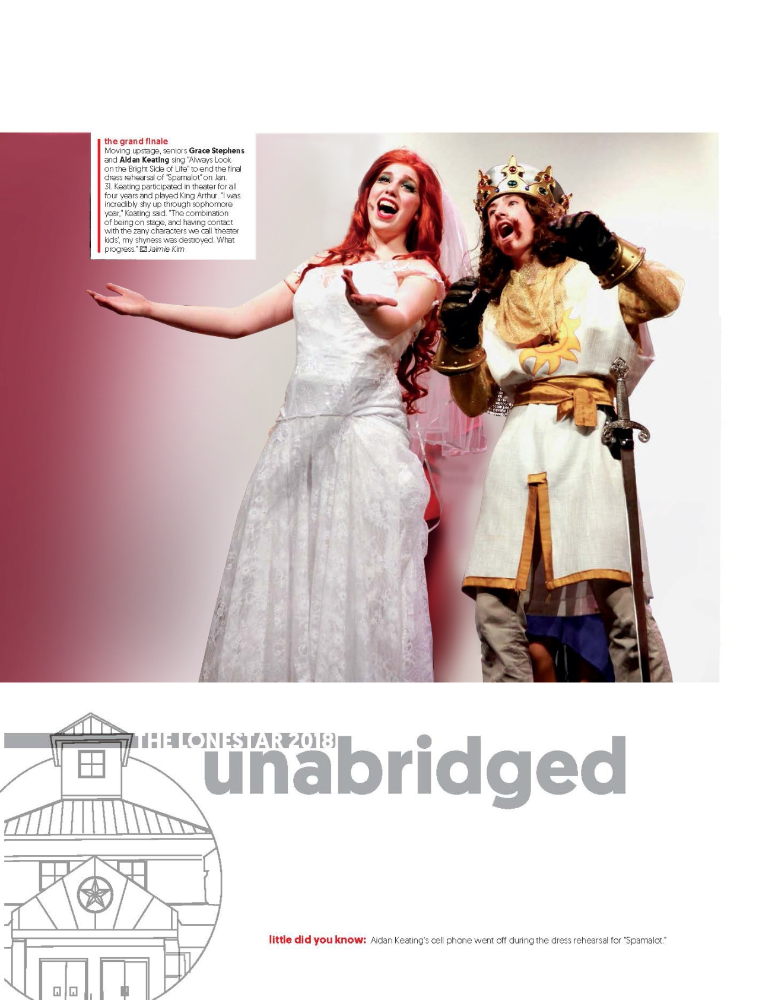 the grand finale
Moving upstage, seniors Grace Stephens
and Aidan Keating sing "Always Look
on the Bright Side of Life" to end the final
dress rehearsal of "Spamalot" on Jan.
31. Keating participated in theater for all
four years and played King Arthur. "I was
incredibly shy up through sophomore
year," Keating said. "The combination
of being on stage, and having contact
with the zany characters we call 'theater
kids', my shyness was destroyed. What
progress." Jaimie Kim
THE LONESTAR 2018
unabridged
little did you know: Aidan Keating's cell phone went off during the dress rehearsal for "Spamalot."